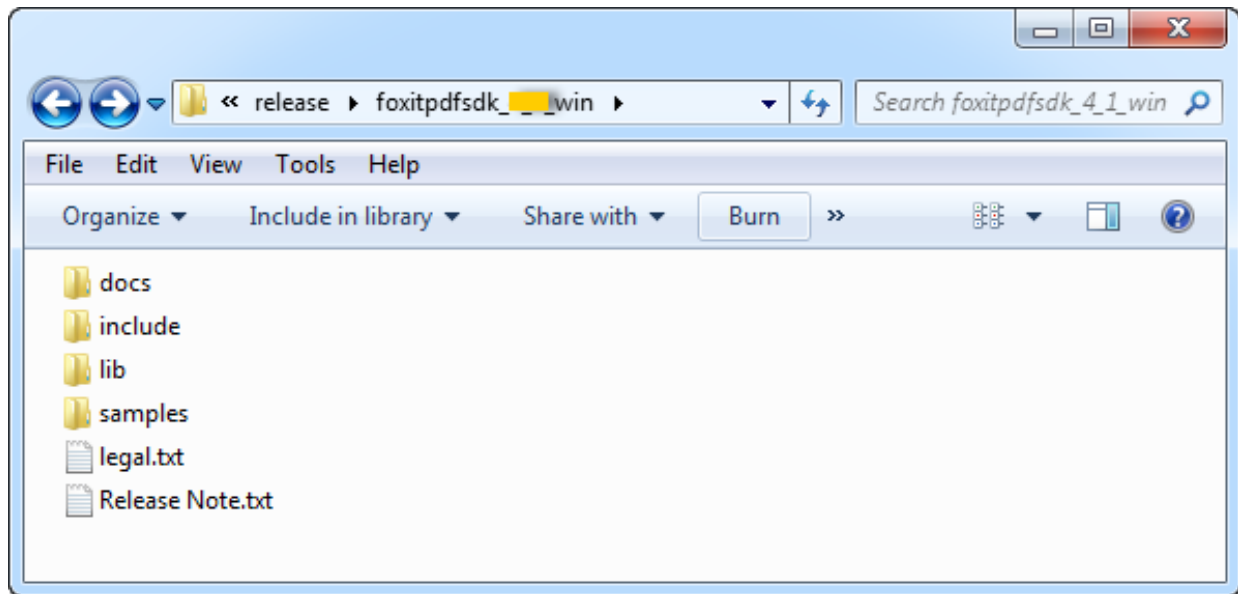 « release ▸ foxitpdfsdk_ _win ▸ Search foxitpdfsdk_4_1_win
File Edit View Tools Help
Organize Include in library Share with Burn »
docs
include
lib
samples
legal.txt
Release Note.txt